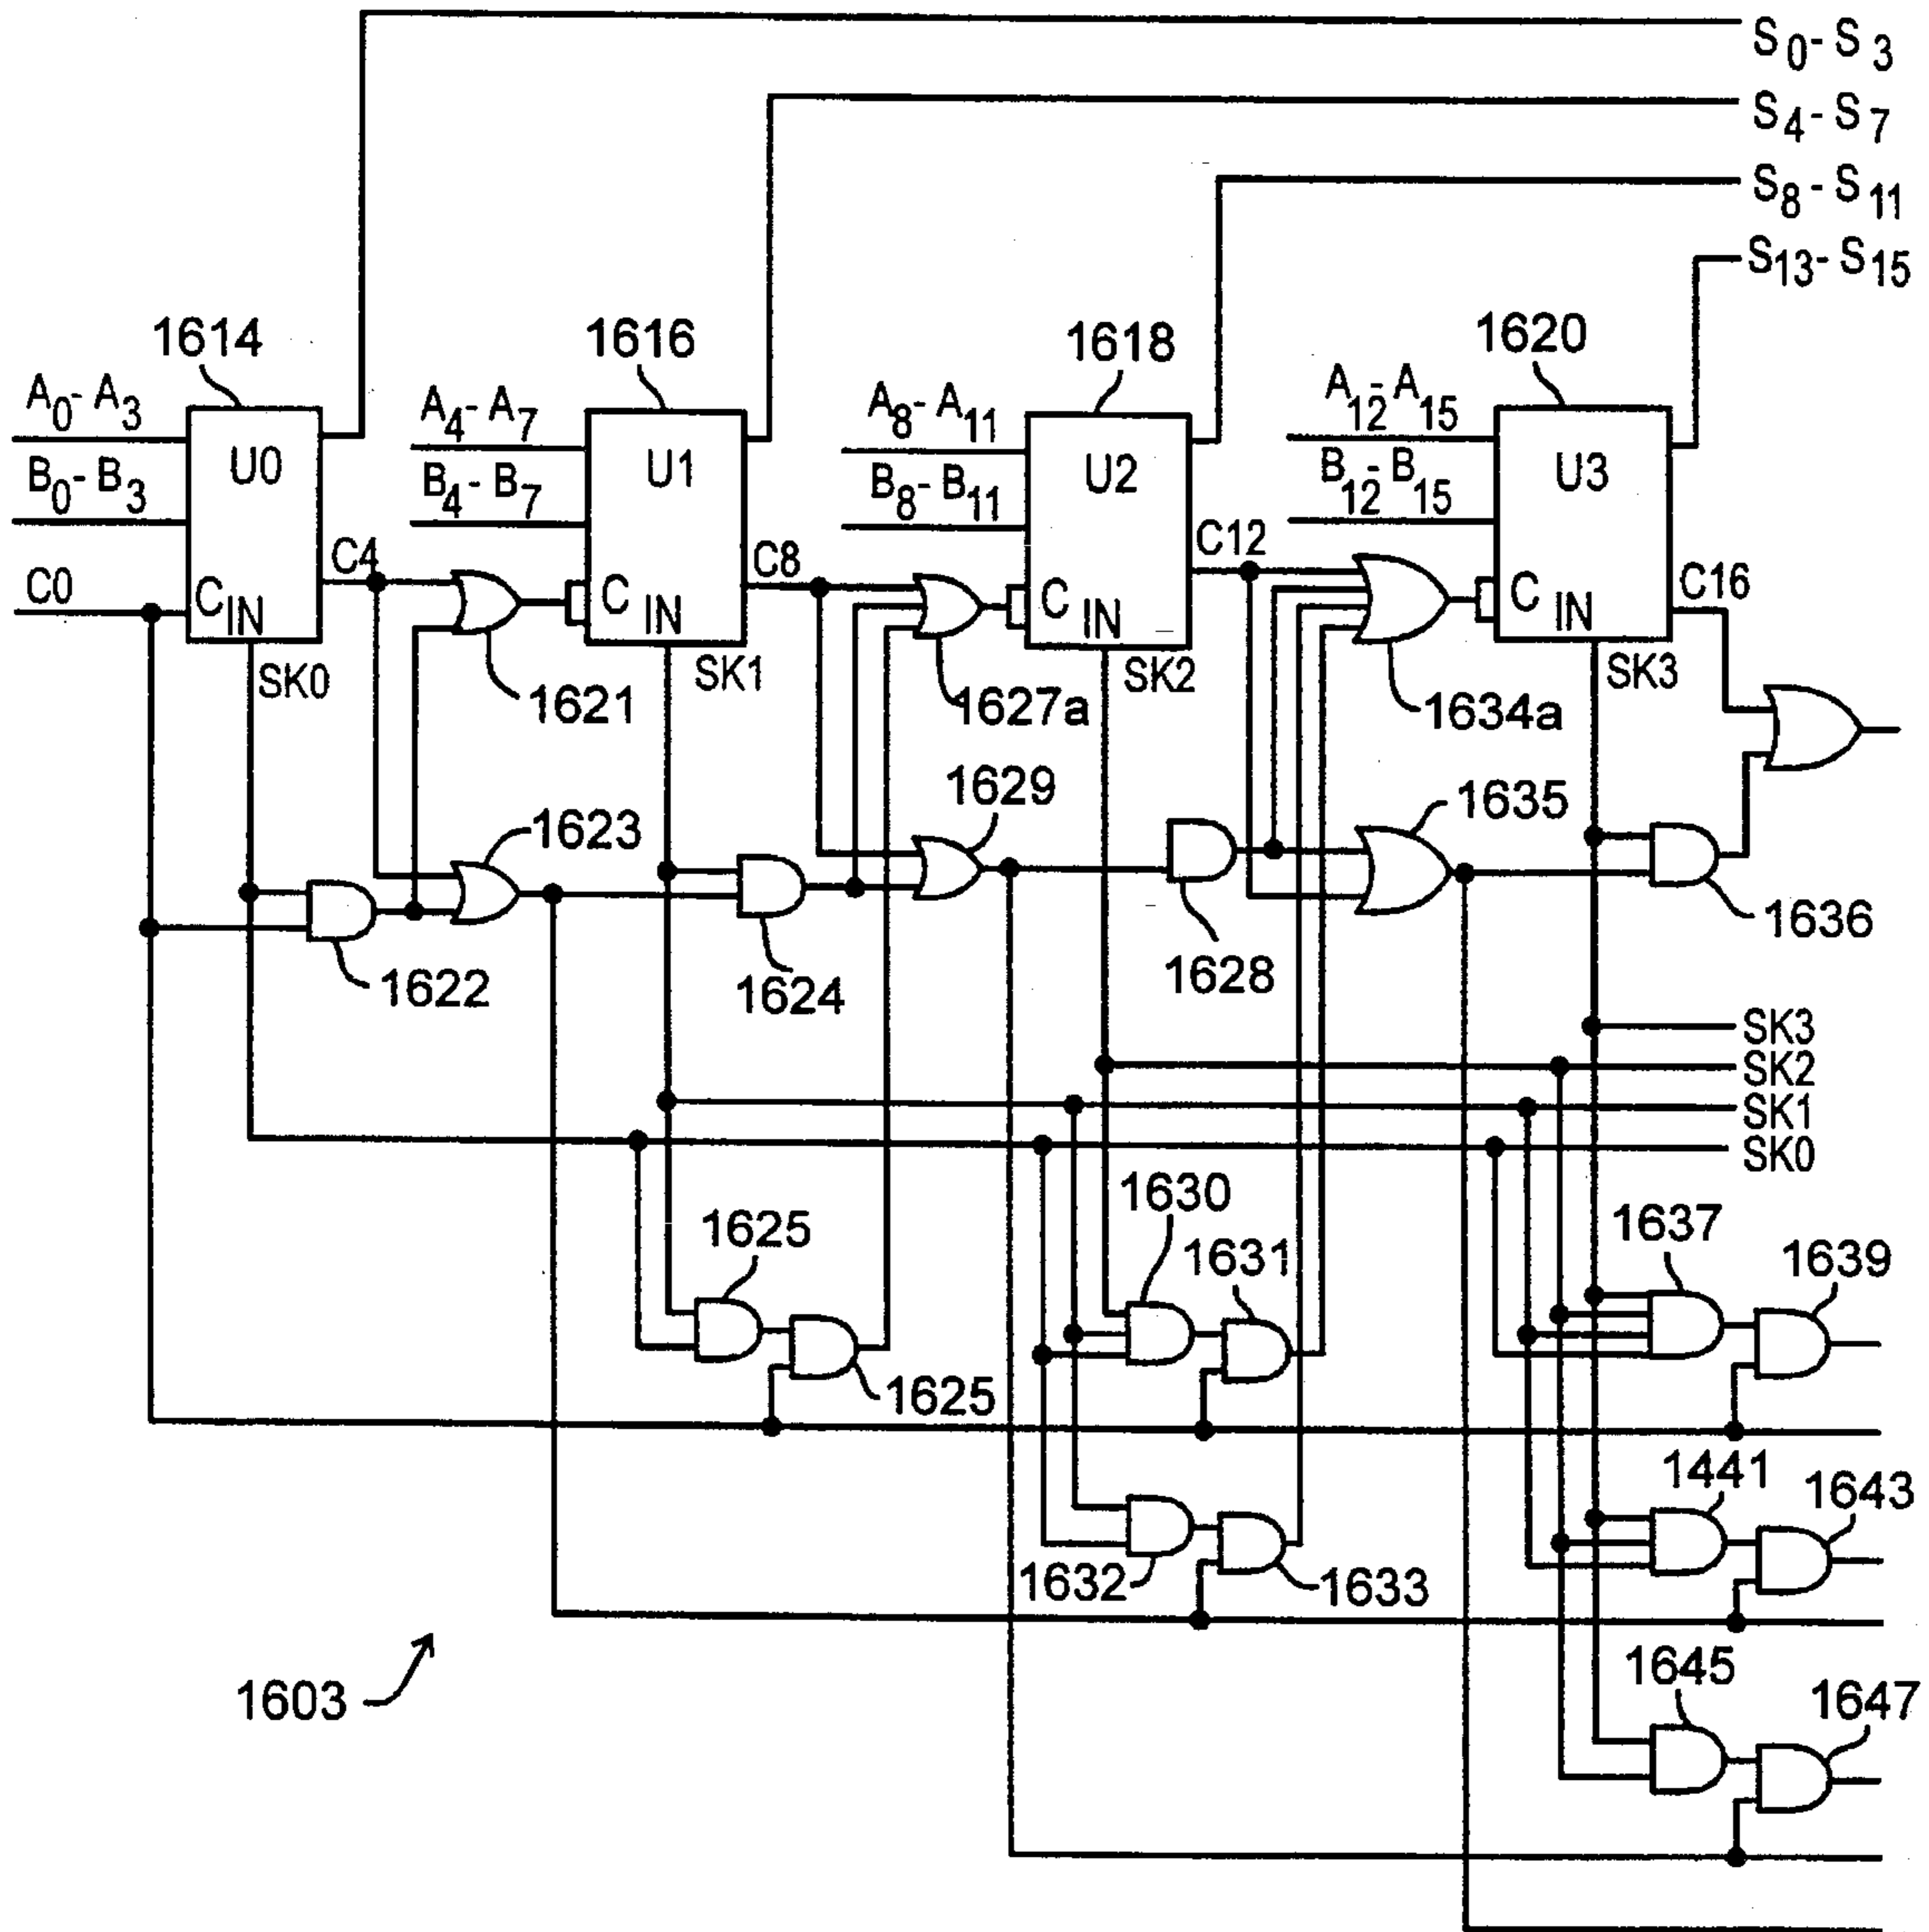 S0-S3
S4-S7
S8-S11
S13-S15
1614
1616
1618
1620
A0-A3
A4-A7
A8-A11
A12-A15
U0
U1
U2
U3
B0-B3
B4-B7
B8-B11
B12-B15
C4
C8
C12
C16
C0
CIN
CIN
CIN
CIN
SK0
SK1
SK2
SK3
1621
1627a
1634a
1623
1629
1635
1622
1624
1628
1636
SK3
SK2
SK1
SK0
1625
1630
1631
1637
1639
1625
1441
1643
1632
1633
1603
1645
1647